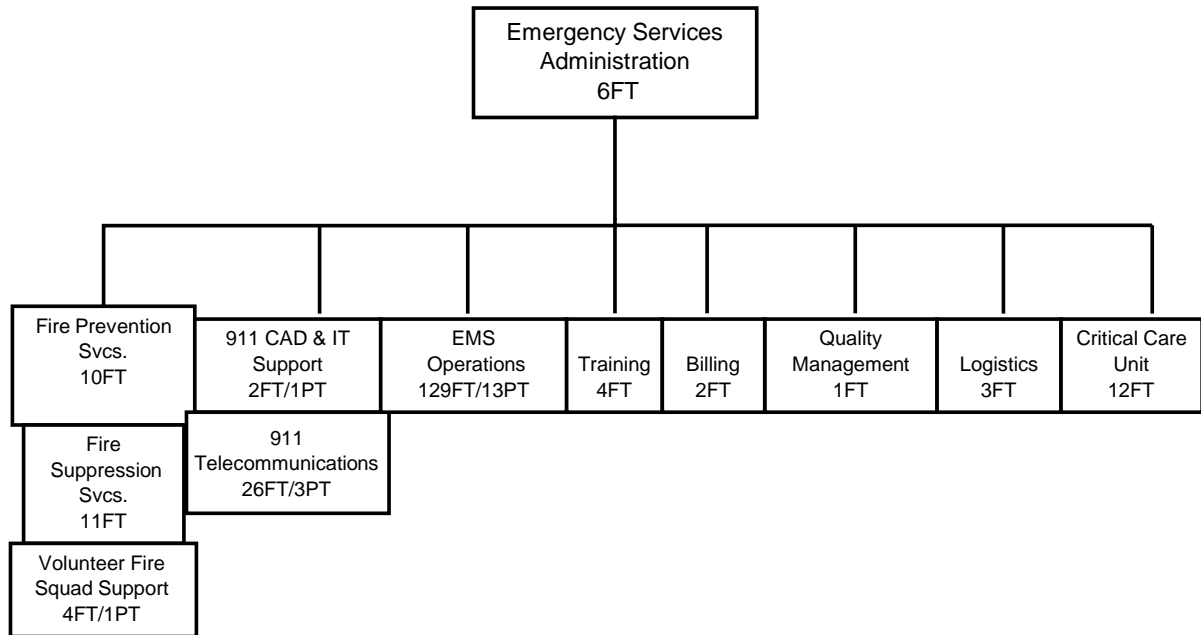 Emergency Services
Administration
6FT
Fire Prevention
Svcs.
10FT
911 CAD & IT
Support
2FT/1PT
EMS
Operations
129FT/13PT
Training
4FT
Billing
2FT
Quality
Management
1FT
Logistics
3FT
Critical Care
Unit
12FT
Fire
Suppression
Svcs.
11FT
911
Telecommunications
26FT/3PT
Volunteer Fire
Squad Support
4FT/1PT